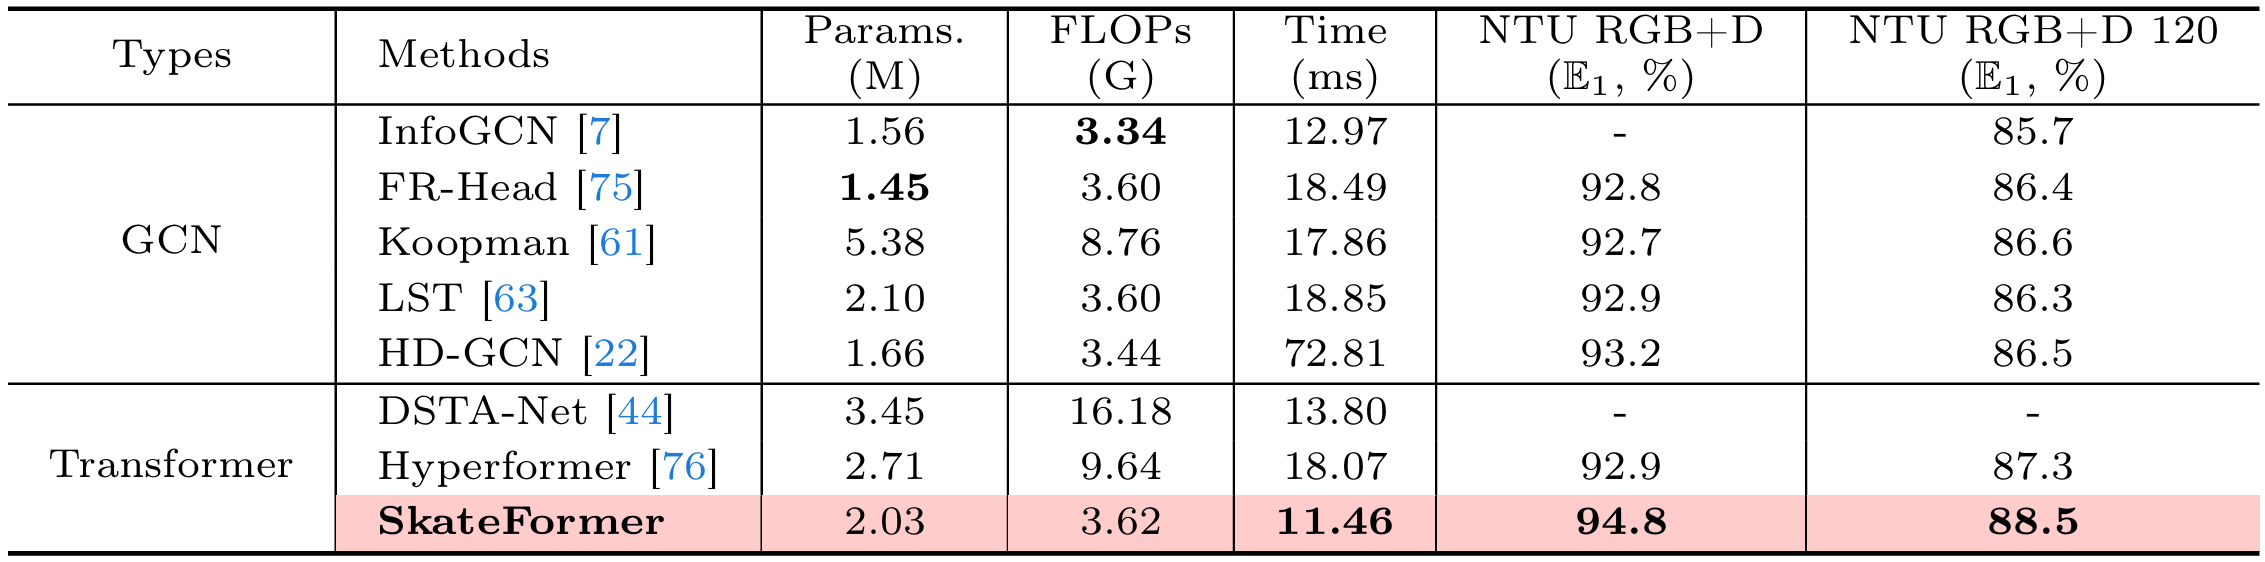 Types Methods Params. (M) FLOPs (G) Time (ms) NTU RGB+D (𝔼1, %) NTU RGB+D 120 (𝔼1, %)
GCN
InfoGCN [7] 1.56 3.34 12.97 - 85.7
FR-Head [75] 1.45 3.60 18.49 92.8 86.4
Koopman [61] 5.38 8.76 17.86 92.7 86.6
LST [63] 2.10 3.60 18.85 92.9 86.3
HD-GCN [22] 1.66 3.44 72.81 93.2 86.5
Transformer
DSTA-Net [44] 3.45 16.18 13.80 - -
Hyperformer [76] 2.71 9.64 18.07 92.9 87.3
SkateFormer 2.03 3.62 11.46 94.8 88.5